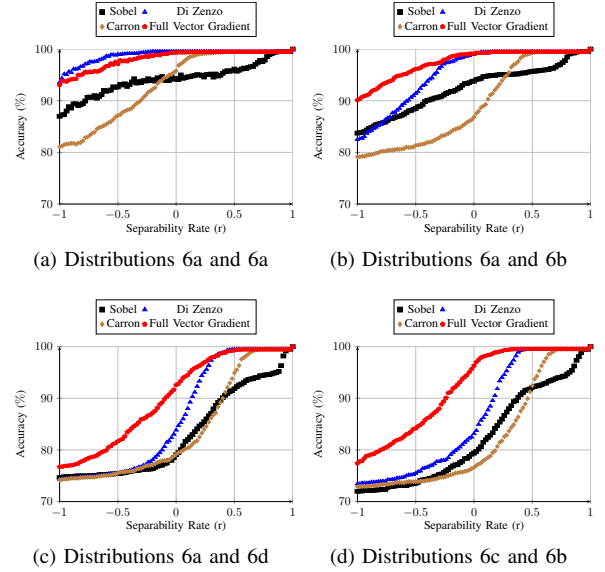 Sobel Di Zenzo
Carron Full Vector Gradient
100
90
80
70
Accuracy (%)
−1 −0.5 0 0.5 1
Separability Rate (r)
(a) Distributions 6a and 6a
Sobel Di Zenzo
Carron Full Vector Gradient
100
90
80
70
Accuracy (%)
−1 −0.5 0 0.5 1
Separability Rate (r)
(b) Distributions 6a and 6b
Sobel Di Zenzo
Carron Full Vector Gradient
100
90
80
70
Accuracy (%)
−1 −0.5 0 0.5 1
Separability Rate (r)
(c) Distributions 6a and 6d
Sobel Di Zenzo
Carron Full Vector Gradient
100
90
80
70
Accuracy (%)
−1 −0.5 0 0.5 1
Separability Rate (r)
(d) Distributions 6c and 6b